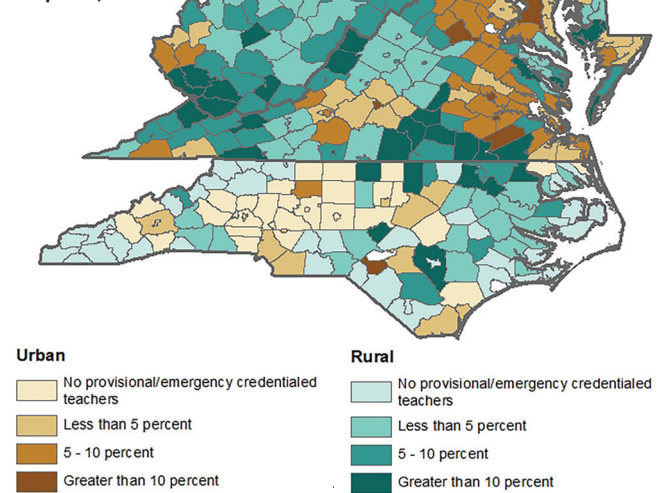 Urban
No provisional/emergency credentialed
teachers
Less than 5 percent
5 - 10 percent
Greater than 10 percent
Rural
No provisional/emergency credentialed
teachers
Less than 5 percent
5 - 10 percent
Greater than 10 percent